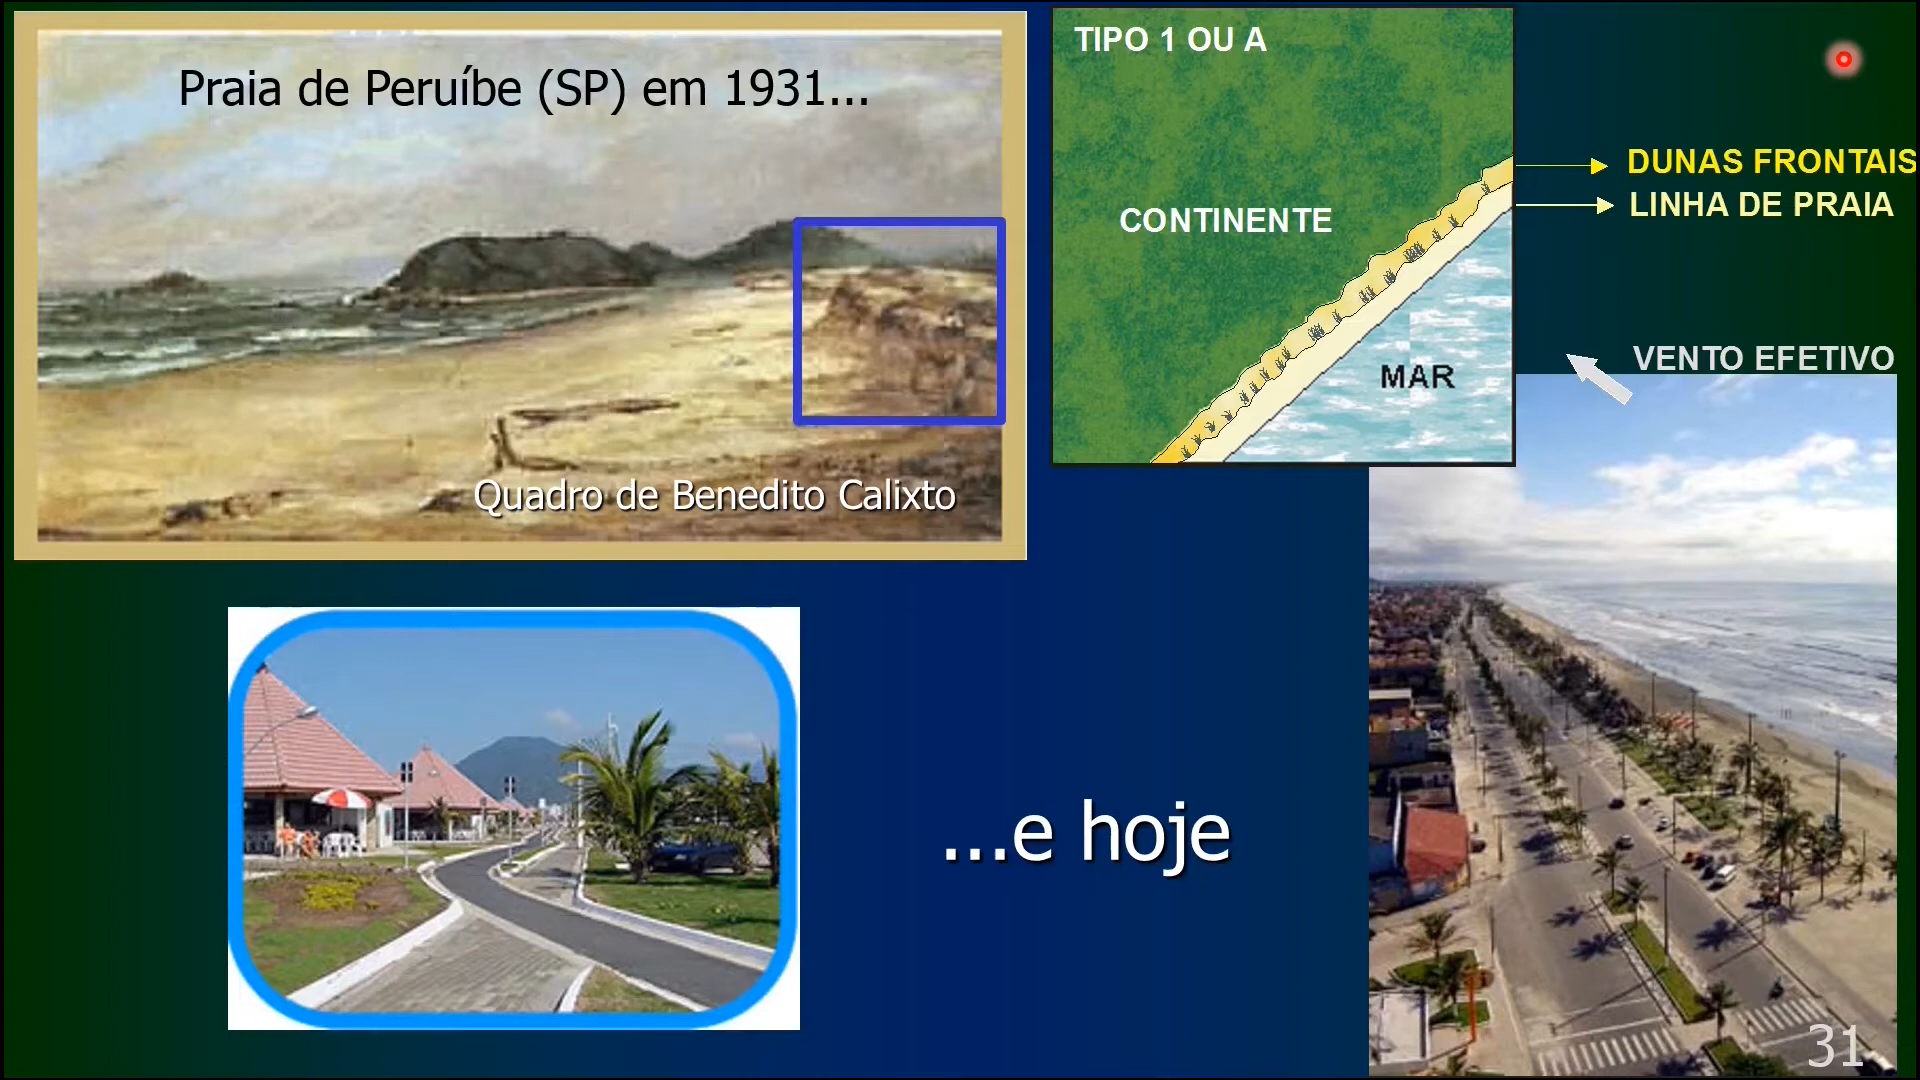 Praia de Peruíbe (SP) em 1931...
Quadro de Benedito Calixto
TIPO 1 OU A
CONTINENTE
MAR
DUNAS FRONTAIS
LINHA DE PRAIA
VENTO EFETIVO
...e hoje
31